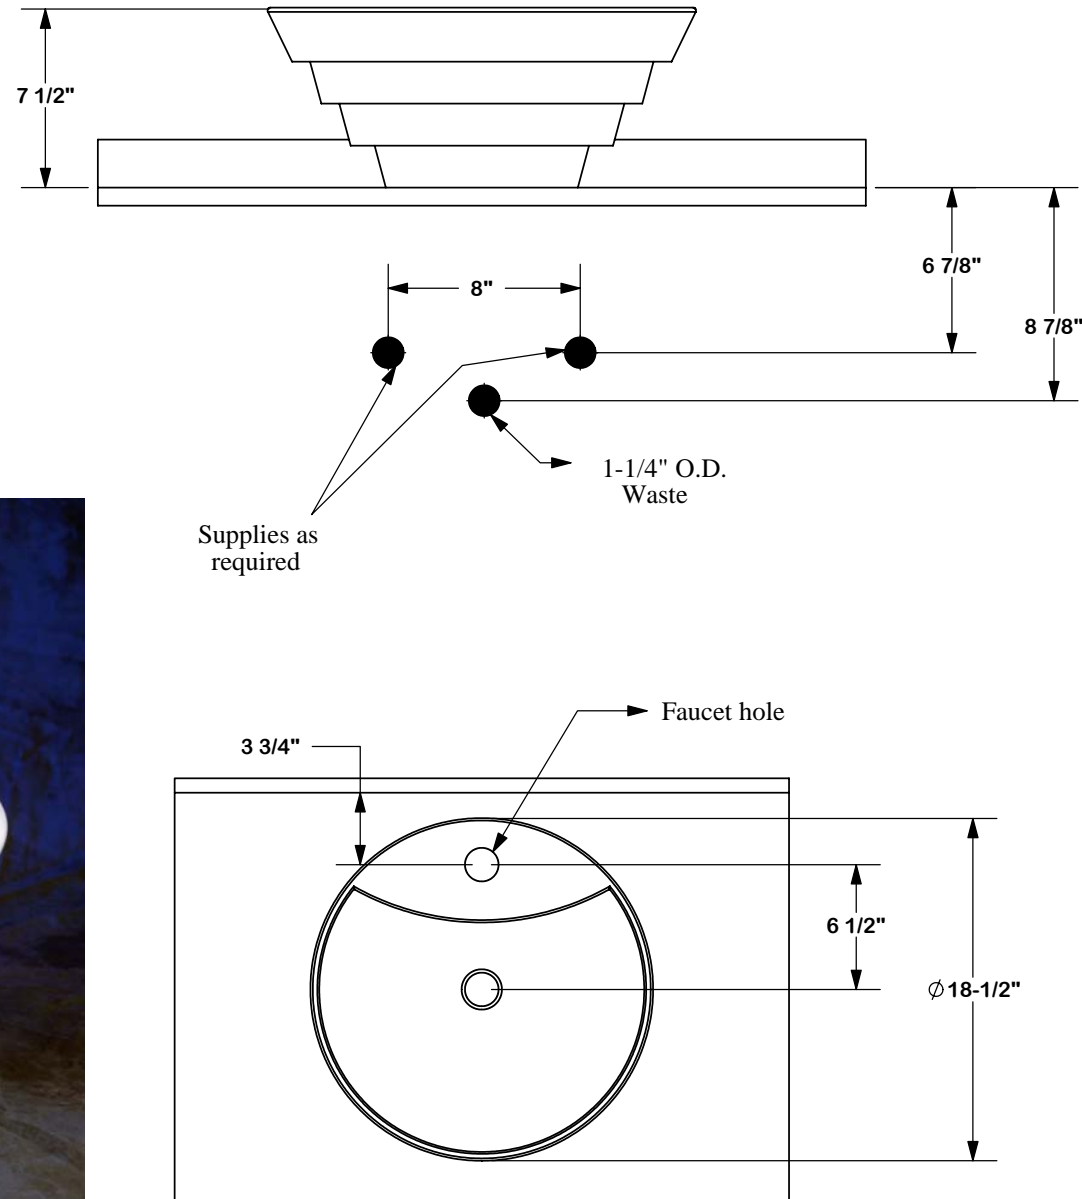 7 1/2"
6 7/8"
8"
8 7/8"
1-1/4" O.D.
Waste
Supplies as
required
Faucet hole
3 3/4"
6 1/2"
∅18-1/2"